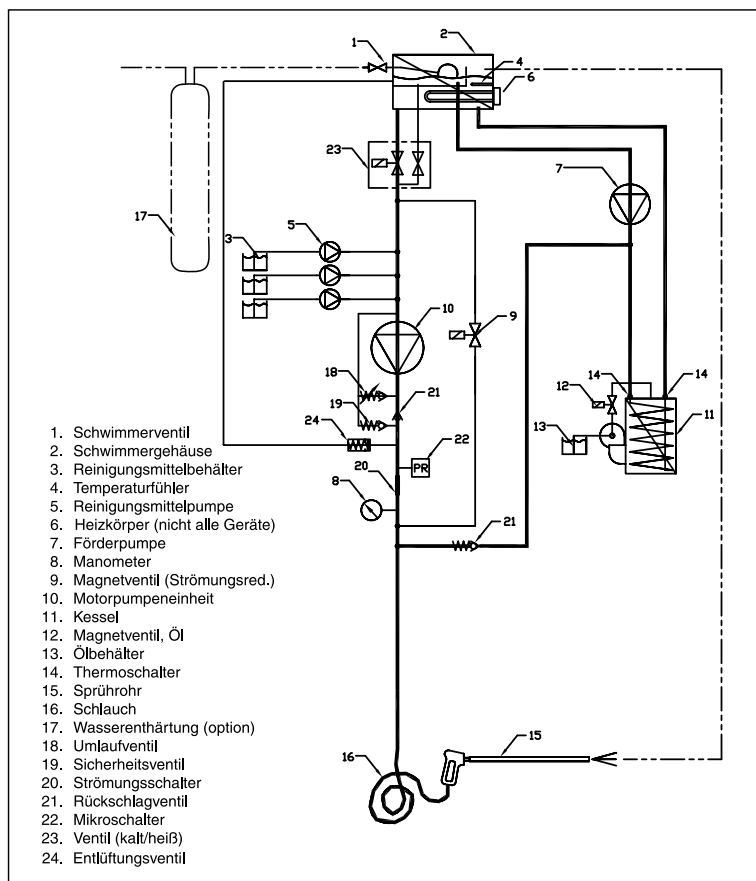 1
2
4
6
23
7
17
3
5
10
9
18
21
19
24
22
PR
20
8
14
14
12
11
13
21
1. Schwimmerventil
2. Schwimmergehäuse
3. Reinigungsmittelbehälter
4. Temperaturfühler
5. Reinigungsmittelpumpe
6. Heizkörper (nicht alle Geräte)
7. Förderpumpe
8. Manometer
9. Magnetventil (Strömungsred.)
10. Motorpumpeneinheit
11. Kessel
12. Magnetventil, Öl
13. Ölbehälter
14. Thermoschalter
15. Sprührohr
16. Schlauch
17. Wasserenthärtung (option)
18. Umlaufventil
19. Sicherheitsventil
20. Strömungsschalter
21. Rückschlagventil
22. Mikroschalter
23. Ventil (kalt/heiß)
24. Entlüftungsventil
16
15